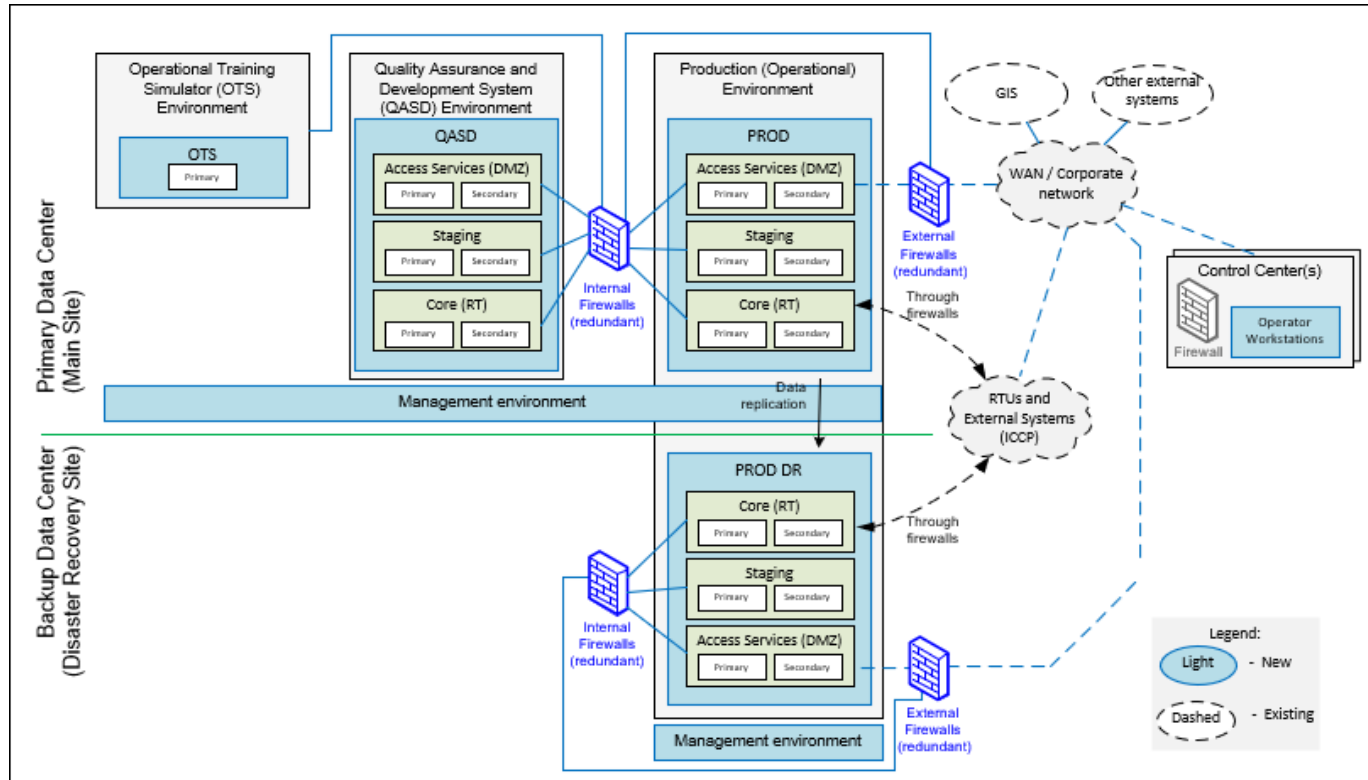 Primary Data Center
(Main Site)
Backup Data Center
(Disaster Recovery Site)
Operational Training
Simulator (OTS)
Environment
OTS
Primary
Quality Assurance and
Development System
(QASD) Environment
QASD
Access Services (DMZ)
Primary
Secondary
Staging
Primary
Secondary
Core (RT)
Primary
Secondary
Internal
Firewalls
(redundant)
Production (Operational)
Environment
PROD
Access Services (DMZ)
Primary
Secondary
Staging
Primary
Secondary
Core (RT)
Primary
Secondary
External
Firewalls
(redundant)
GIS
Other external
systems
WAN / Corporate
network
Control Center(s)
Firewall
Operator
Workstations
Through
firewalls
RTUs and
External Systems
(ICCP)
Through
firewalls
Management environment
Data
replication
PROD DR
Core (RT)
Primary
Secondary
Staging
Primary
Secondary
Access Services (DMZ)
Primary
Secondary
Internal
Firewalls
(redundant)
External
Firewalls
(redundant)
Management environment
Legend:
Light - New
Dashed - Existing